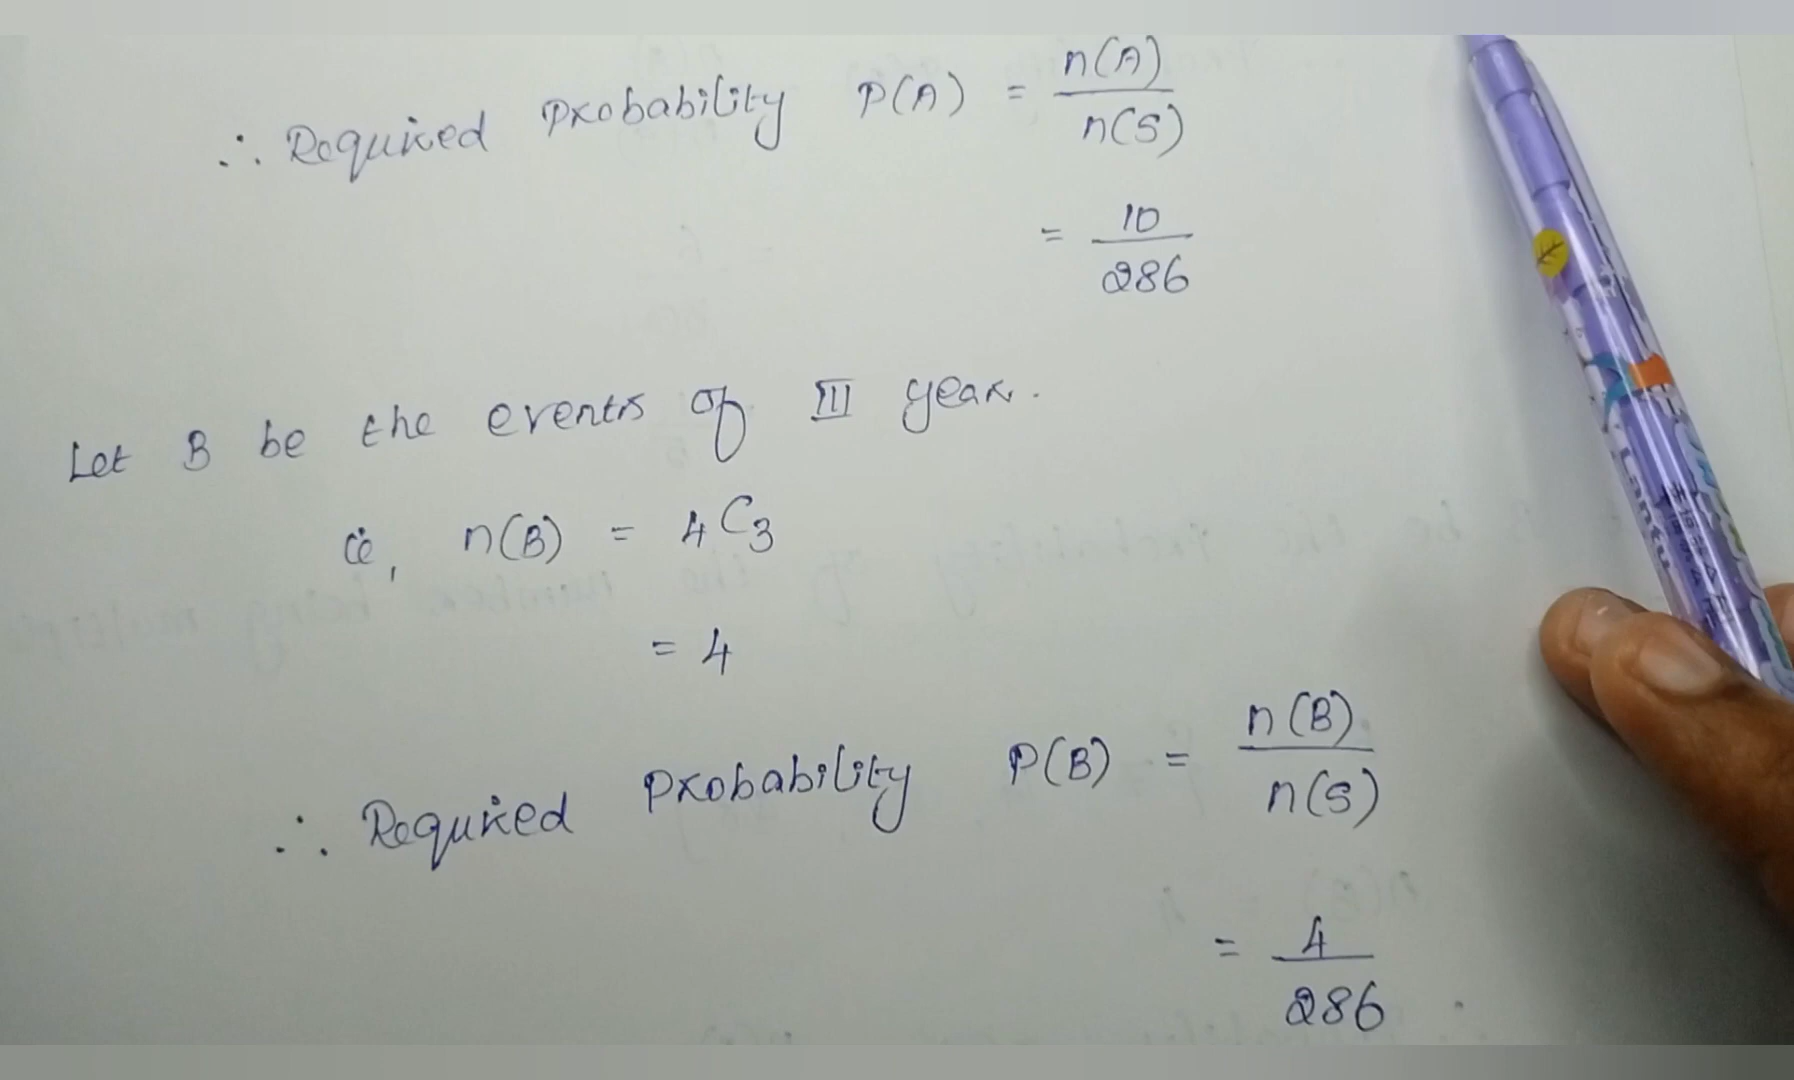 ∴ Required probability P(A) = n(A)/n(S)
= 10/286
Let B be the events of III year.
ie, n(B) = 4C3
= 4
∴ Required probability P(B) = n(B)/n(S)
= 4/286.